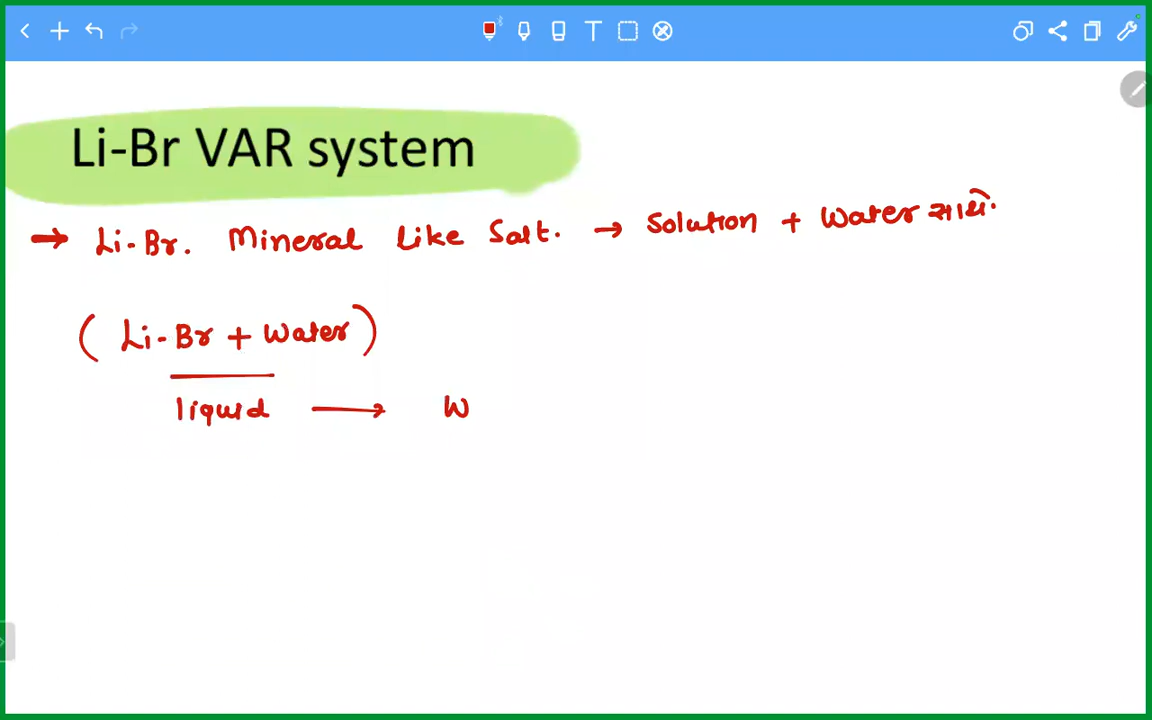 Li-Br VAR system
→ Li-Br. Mineral Like Salt. → Solution + Water સાથે.
( Li-Br + Water )
liquid → W